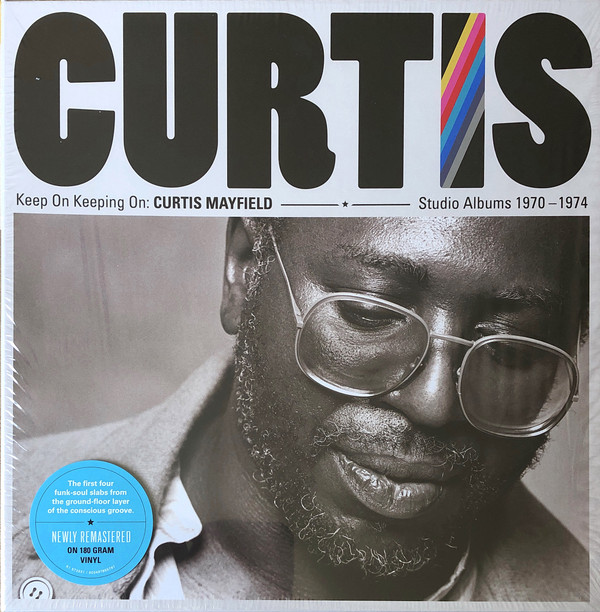 CURTIS
Keep On Keeping On: CURTIS MAYFIELD
Studio Albums 1970–1974
The first four
funk-soul slabs from
the ground-floor layer
of the conscious groove.
NEWLY REMASTERED
ON 180 GRAM
VINYL